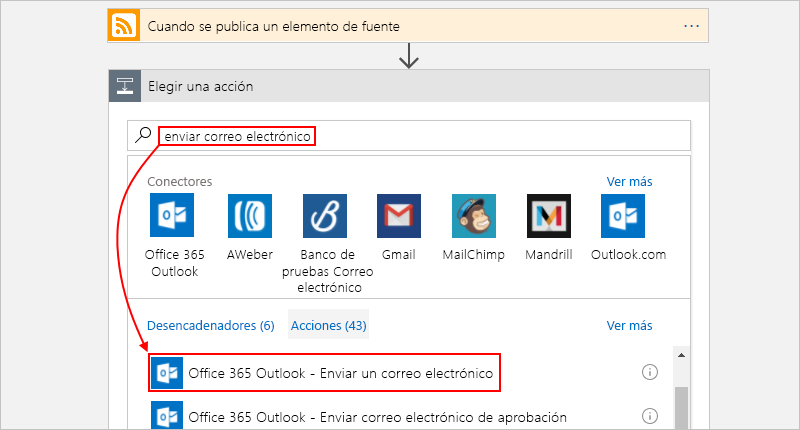 Cuando se publica un elemento de fuente
Elegir una acción
enviar correo electrónico
Conectores
Ver más
Office 365 Outlook
AWeber
Banco de pruebas Correo electrónico
Gmail
MailChimp
Mandrill
Outlook.com
Desencadenadores (6)
Acciones (43)
Ver más
Office 365 Outlook - Enviar un correo electrónico
Office 365 Outlook - Enviar correo electrónico de aprobación